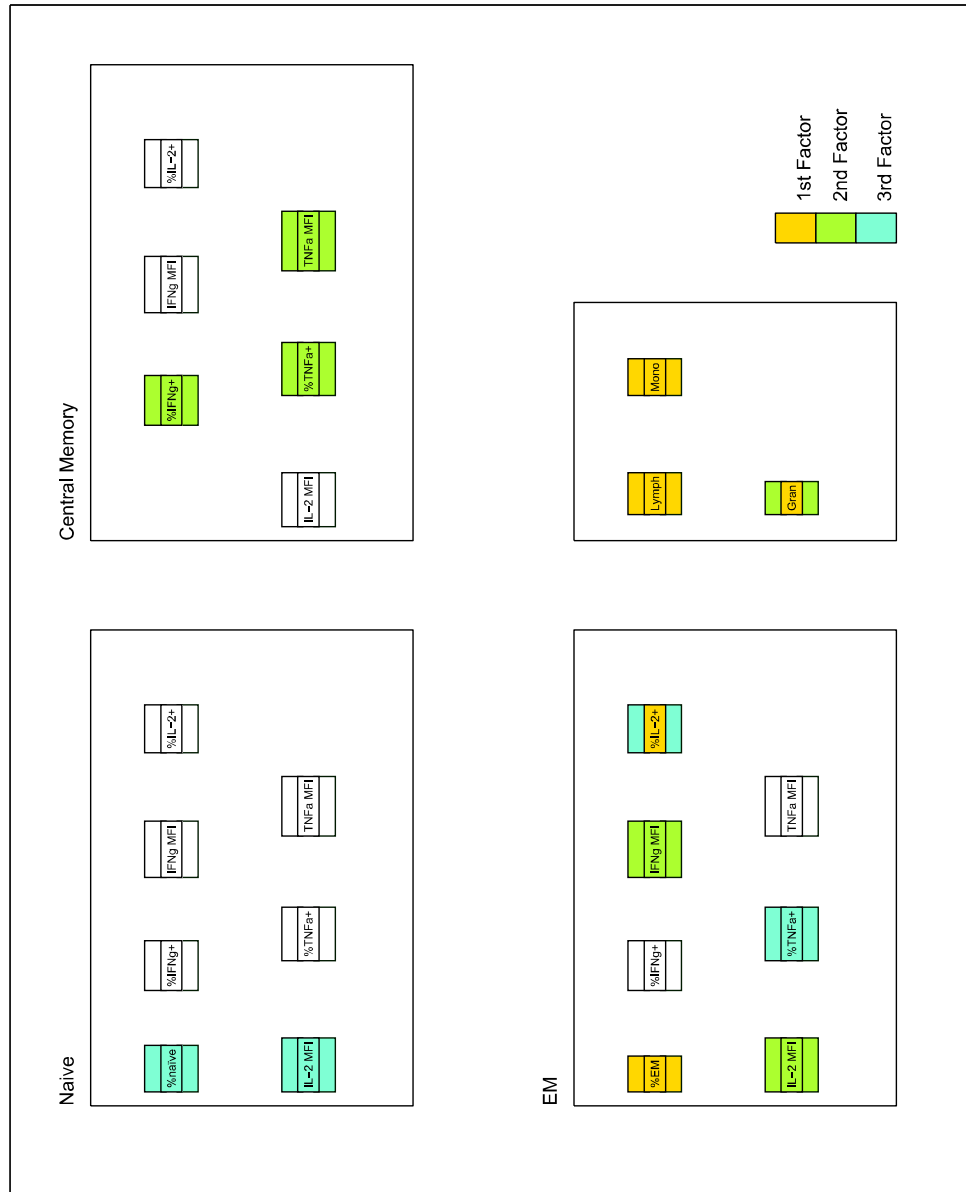 Naive
%naïve
%IFNg+
IFNg MFI
%IL-2+
IL-2 MFI
%TNFa+
TNFa MFI
Central Memory
%IFNg+
IFNg MFI
%IL-2+
IL-2 MFI
%TNFa+
TNFa MFI
EM
%EM
%IFNg+
IFNg MFI
%IL-2+
IL-2 MFI
%TNFa+
TNFa MFI
Lymph
Mono
Gran
1st Factor
2nd Factor
3rd Factor